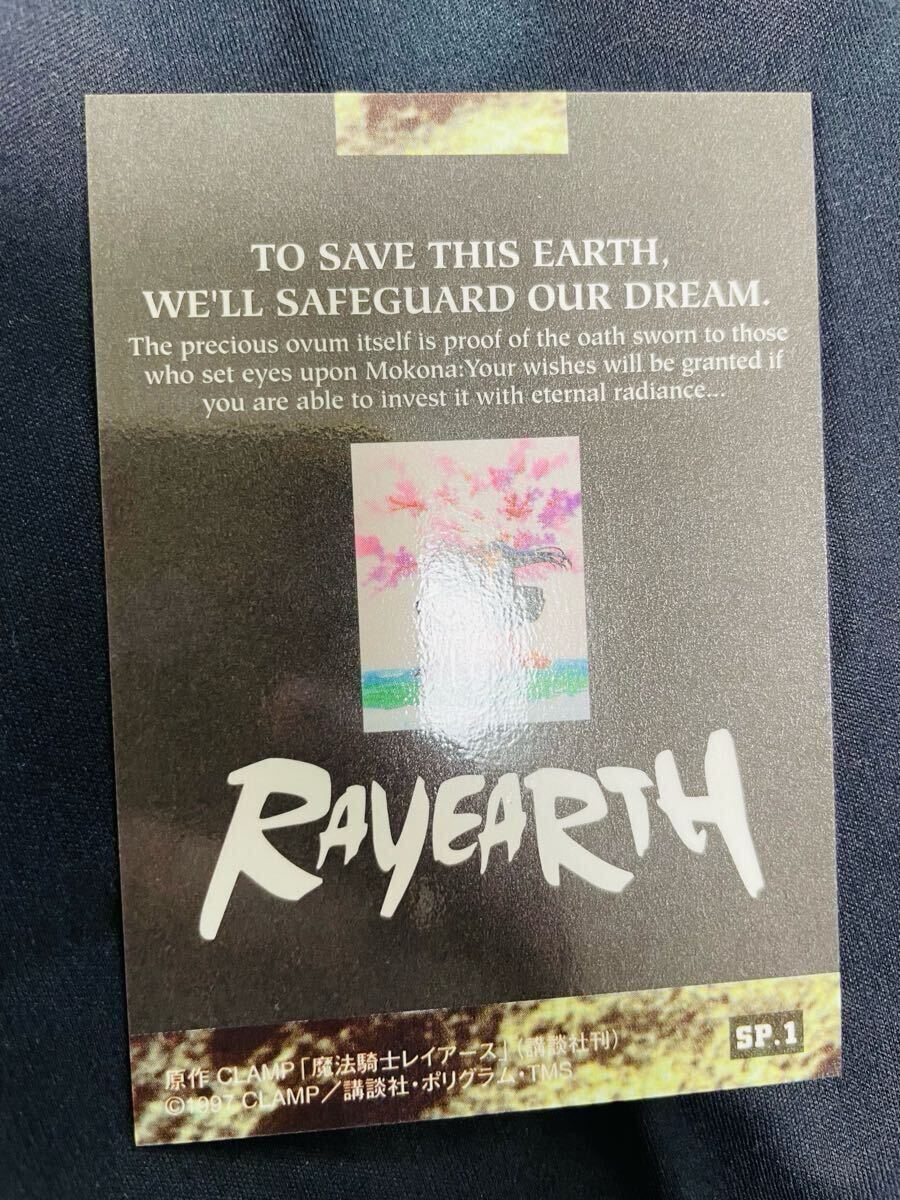 TO SAVE THIS EARTH,
WE'LL SAFEGUARD OUR DREAM.
The precious ovum itself is proof of the oath sworn to those
who set eyes upon Mokona:Your wishes will be granted if
you are able to invest it with eternal radiance...
RAYEARTH
SP.1
原作 CLAMP「魔法騎士レイアース」(講談社刊)
©1997 CLAMP／講談社・ポリグラム・TMS